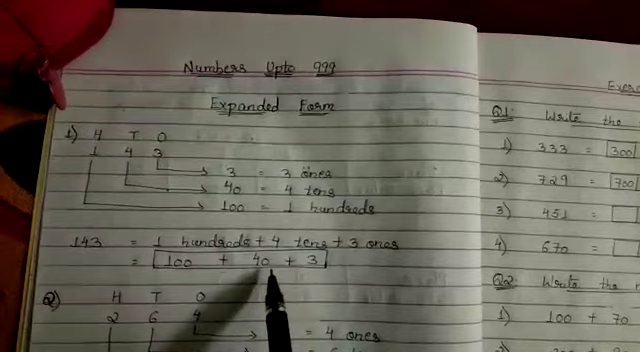 Numbers Upto 999
Expanded Form
1) H T O
1 4 3
3 = 3 ones
40 = 4 tens
100 = 1 hundreds
143 = 1 hundreds + 4 tens + 3 ones
= 100 + 40 + 3
2) H T O
2 6 4
= 4 ones
Q1: Write the
1) 333 = 300
2) 729 = 700
3) 451 =
4) 670 =
Q2: Write the
1) 100 + 70